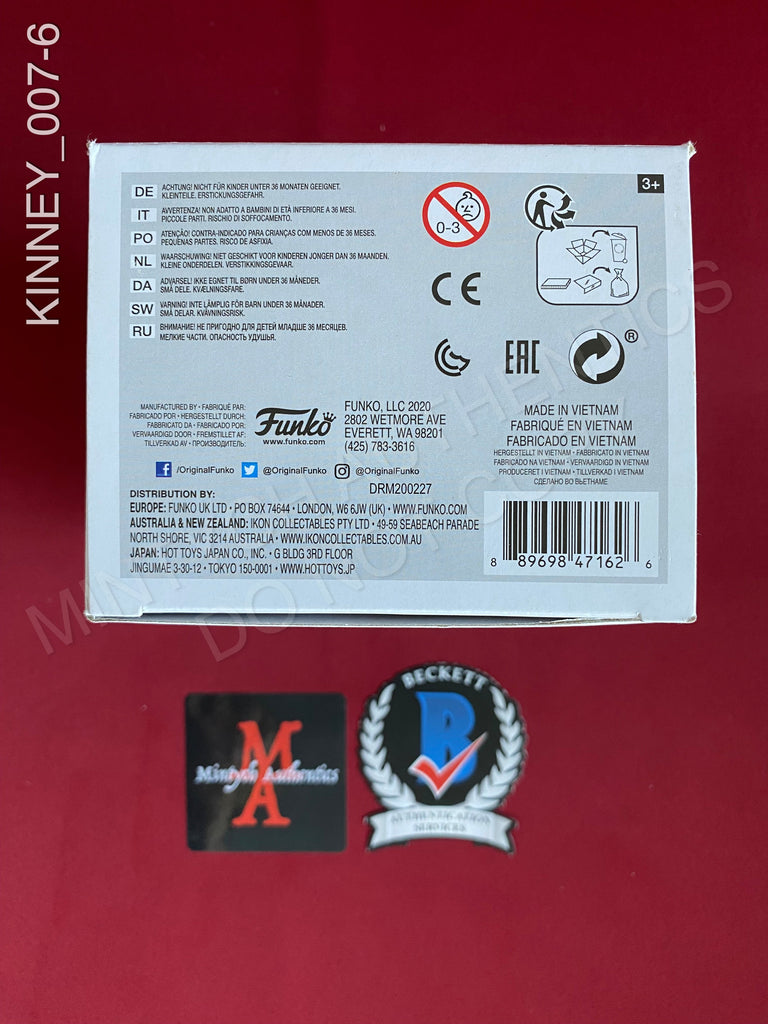 KINNEY_007-6
3+
DE ACHTUNG! NICHT FÜR KINDER UNTER 36 MONATEN GEEIGNET.
KLEINTEILE. ERSTICKUNGSGEFAHR.
IT AVVERTENZA! NON ADATTO A BAMBINI DI ETÀ INFERIORE A 36 MESI.
PICCOLE PARTI. RISCHIO DI SOFFOCAMENTO.
PO ATENÇÃO! CONTRA-INDICADO PARA CRIANÇAS COM MENOS DE 36 MESES.
PEQUENAS PARTES. RISCO DE ASFIXIA.
NL WAARSCHUWING! NIET GESCHIKT VOOR KINDEREN JONGER DAN 36 MAANDEN.
KLEINE ONDERDELEN. VERSTIKKINGSGEVAAR.
DA ADVARSEL! IKKE EGNET TIL BØRN UNDER 36 MÅNEDER.
SMÅ DELE. KVÆLNINGSFARE.
SW VARNING! INTE LÄMPLIG FÖR BARN UNDER 36 MÅNADER.
SMÅ DELAR. KVÄVNINGSRISK.
RU ВНИМАНИЕ! НЕ ПРИГОДНО ДЛЯ ДЕТЕЙ МЛАДШЕ 36 МЕСЯЦЕВ.
МЕЛКИЕ ЧАСТИ. ОПАСНОСТЬ УДУШЬЯ.
0-3
CE
EAC
®
MANUFACTURED BY • FABRIQUÉ PAR:
FABRICADO POR • HERGESTELLT DURCH:
FABBRICATO DA • FABRICADO POR:
VERVAARDIGD DOOR • FREMSTILLET AF:
TILLVERKAD AV • ПРОИЗВОДИТЕЛЬ:
Funko
www.funko.com
FUNKO, LLC 2020
2802 WETMORE AVE
EVERETT, WA 98201
(425) 783-3616
MADE IN VIETNAM
FABRIQUÉ EN VIETNAM
FABRICADO EN VIETNAM
HERGESTELLT IN VIETNAM • FABBRICATO IN VIETNAM
FABRICADO NA VIETNAM • VERVAARDIGD IN VIETNAM
PRODUCERET I VIETNAM • TILLVERKAD I VIETNAM
СДЕЛАНО ВО ВЬЕТНАМЕ
/OriginalFunko @OriginalFunko @OriginalFunko
DRM200227
DISTRIBUTION BY:
EUROPE: FUNKO UK LTD • PO BOX 74644 • LONDON, W6 6JW (UK) • WWW.FUNKO.COM
AUSTRALIA & NEW ZEALAND: IKON COLLECTABLES PTY LTD • 49-59 SEABEACH PARADE
NORTH SHORE, VIC 3214 AUSTRALIA • WWW.IKONCOLLECTABLES.COM.AU
JAPAN: HOT TOYS JAPAN CO., INC. • G BLDG 3RD FLOOR
JINGUMAE 3-30-12 • TOKYO 150-0001 • WWW.HOTTOYS.JP
8 89698 47162 6
MA
Mintych Authentics
BECKETT
B
AUTHENTICATION
SERVICES